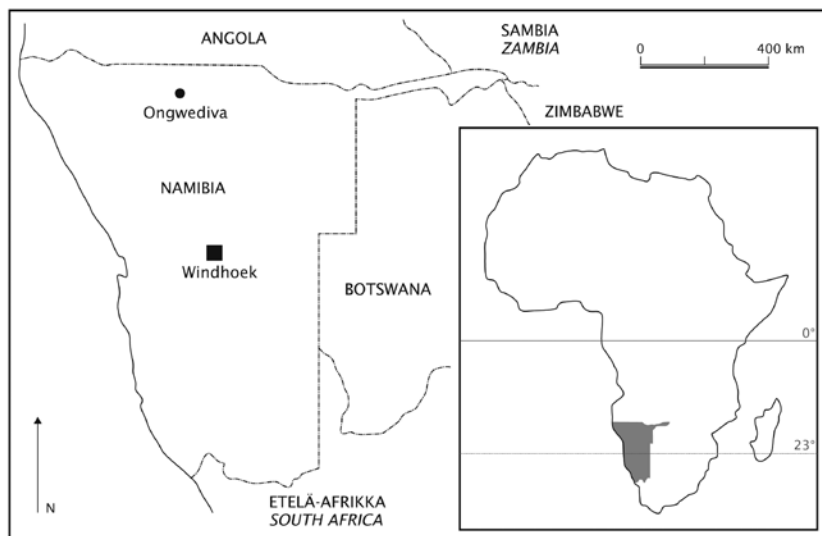 ANGOLA
SAMBIA
ZAMBIA
0
400 km
Ongwediva
ZIMBABWE
NAMIBIA
Windhoek
BOTSWANA
0°
23°
N
ETELÄ-AFRIKKA
SOUTH AFRICA